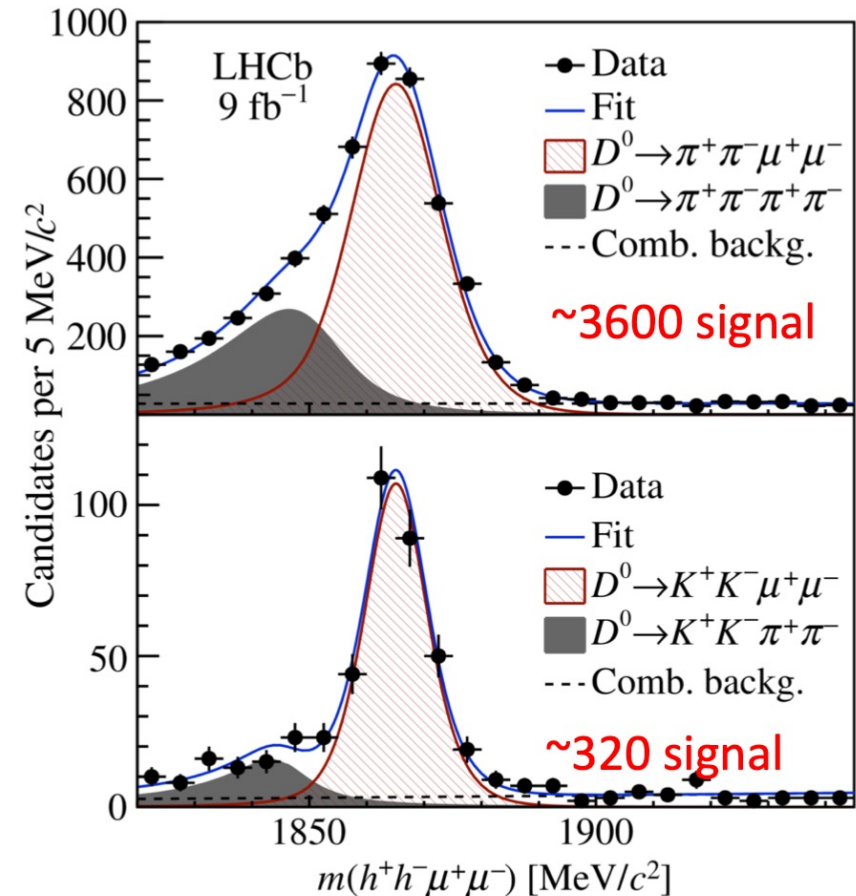 Candidates per 5 MeV/c²
1000
800
600
400
200
LHCb
9 fb⁻¹
Data
Fit
D⁰→π⁺π⁻μ⁺μ⁻
D⁰→π⁺π⁻π⁺π⁻
Comb. backg.
~3600 signal
100
50
0
Data
Fit
D⁰→K⁺K⁻μ⁺μ⁻
D⁰→K⁺K⁻π⁺π⁻
Comb. backg.
~320 signal
1850
1900
m(h⁺h⁻μ⁺μ⁻) [MeV/c²]